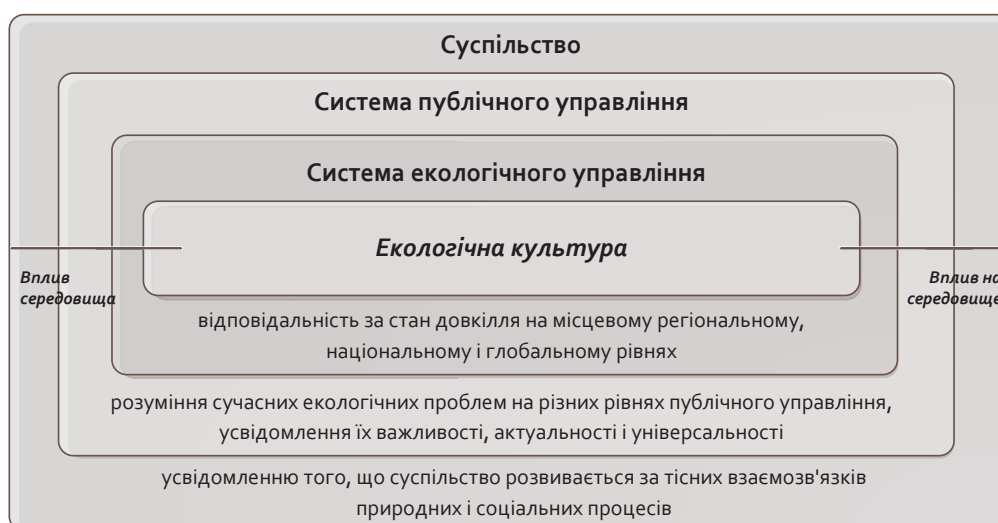 Суспільство
Система публічного управління
Система екологічного управління
Екологічна культура
Вплив
середовища
Вплив на
середовище
відповідальність за стан довкілля на місцевому регіональному,
національному і глобальному рівнях
розуміння сучасних екологічних проблем на різних рівнях публічного управління,
усвідомлення їх важливості, актуальності і універсальності
усвідомленню того, що суспільство розвивається за тісних взаємозв'язків
природних і соціальних процесів